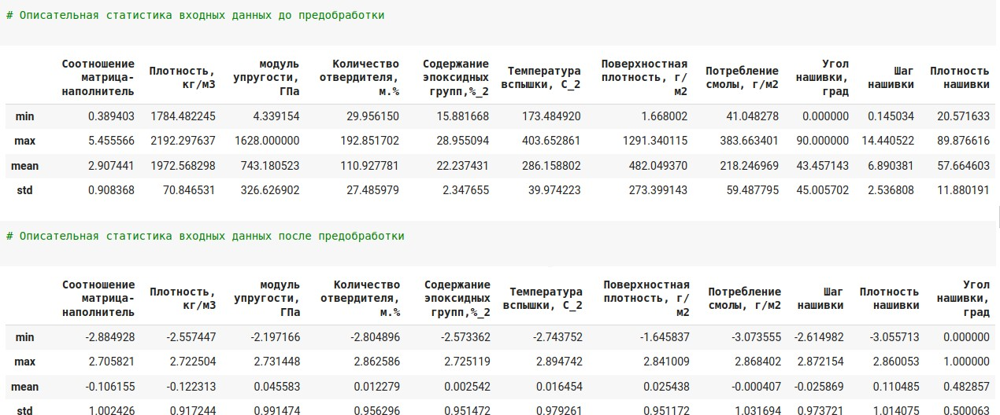 # Описательная статистика входных данных до предобработки
Соотношение матрица-наполнитель Плотность, кг/м3 модуль упругости, ГПа Количество отвердителя, м.% Содержание эпоксидных групп,%_2 Температура вспышки, С_2 Поверхностная плотность, г/м2 Потребление смолы, г/м2 Угол нашивки, град Шаг нашивки Плотность нашивки
min 0.389403 1784.482245 4.339154 29.956150 15.881668 173.484920 1.668002 41.048278 0.000000 0.145034 20.571633
max 5.455566 2192.297637 1628.000000 192.851702 28.955094 403.652861 1291.340115 383.663401 90.000000 14.440522 89.876616
mean 2.907441 1972.568298 743.180523 110.927781 22.237431 286.158802 482.049370 218.246969 43.457143 6.890381 57.664603
std 0.908368 70.846531 326.626902 27.485979 2.347655 39.974223 273.399143 59.487795 45.005702 2.536808 11.880191
# Описательная статистика входных данных после предобработки
Соотношение матрица-наполнитель Плотность, кг/м3 модуль упругости, ГПа Количество отвердителя, м.% Содержание эпоксидных групп,%_2 Температура вспышки, С_2 Поверхностная плотность, г/м2 Потребление смолы, г/м2 Шаг нашивки Плотность нашивки Угол нашивки, град
min -2.884928 -2.557447 -2.197166 -2.804896 -2.573362 -2.743752 -1.645837 -3.073555 -2.614982 -3.055713 0.000000
max 2.705821 2.722504 2.731448 2.862586 2.725119 2.894742 2.841009 2.868402 2.872154 2.860053 1.000000
mean -0.106155 -0.122313 0.045583 0.012279 0.002542 0.016454 0.025438 -0.000407 -0.025869 0.110485 0.482857
std 1.002426 0.917244 0.991474 0.956296 0.951472 0.979261 0.951172 1.031694 0.973721 1.014075 0.500063